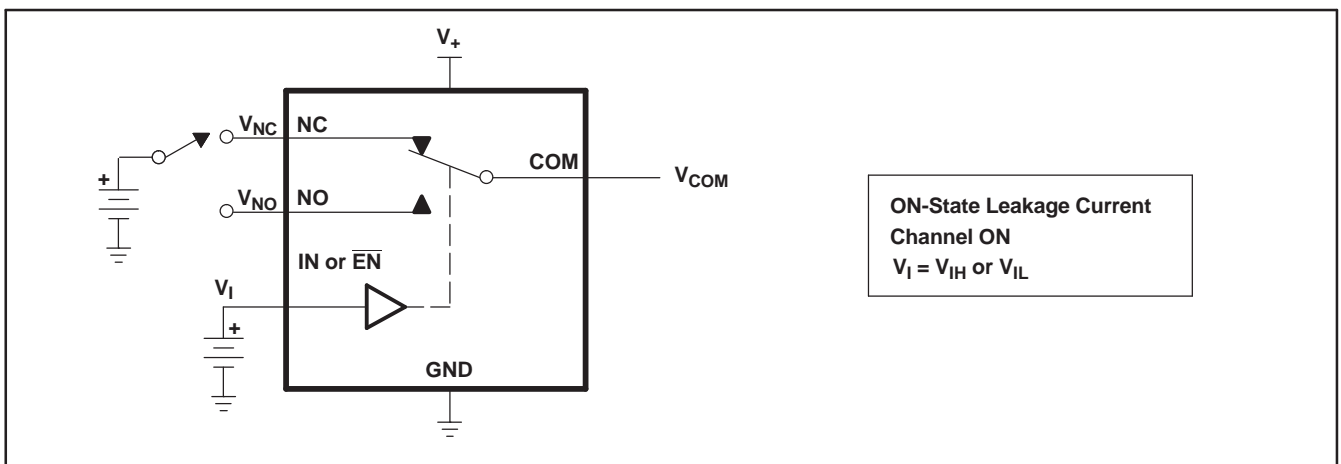 V+
VNC NC
COM
VCOM
+
VNO NO
IN or E̅N̅
VI
+
GND
ON-State Leakage Current
Channel ON
VI = VIH or VIL